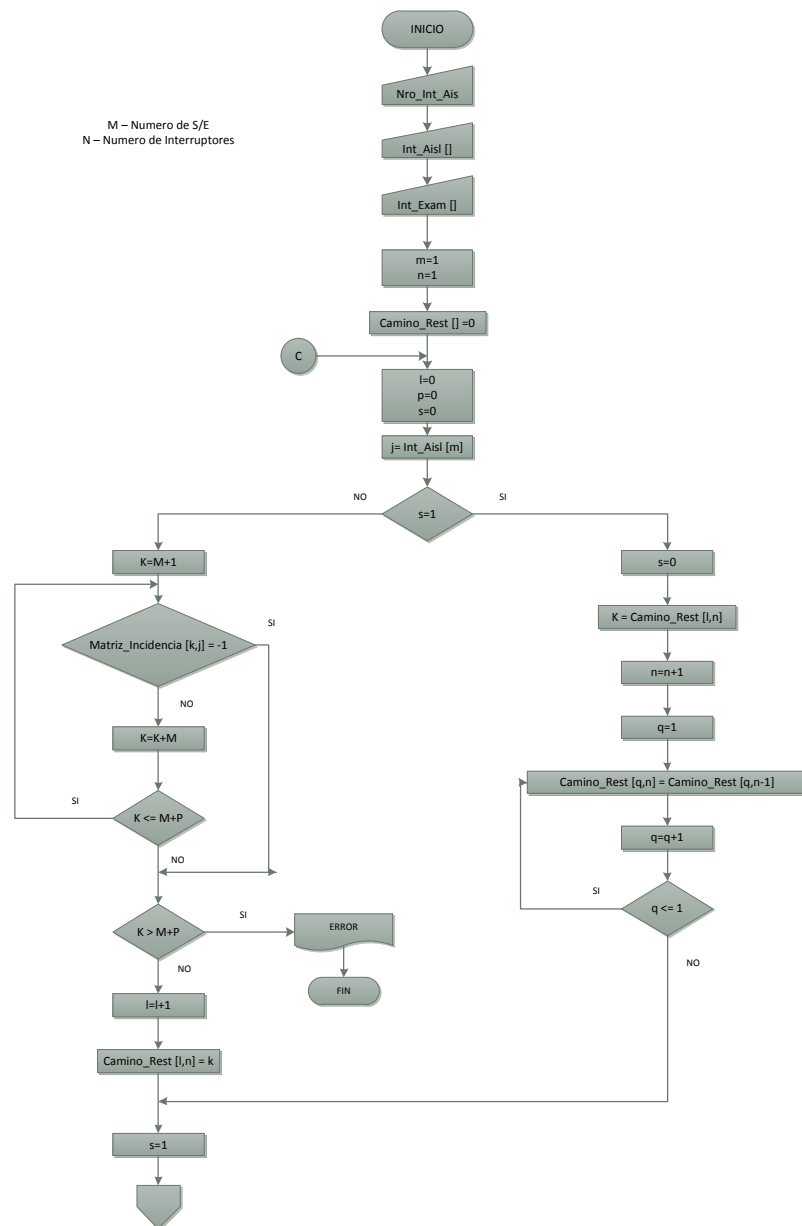 INICIO
Nro_Int_Ais
M – Numero de S/E
N – Numero de Interruptores
Int_Aisl []
Int_Exam []
m=1
n=1
Camino_Rest [] =0
C
l=0
p=0
s=0
j= Int_Aisl [m]
NO
SI
s=1
K=M+1
s=0
SI
K = Camino_Rest [l,n]
Matriz_Incidencia [k,j] = -1
n=n+1
NO
K=K+M
q=1
Camino_Rest [q,n] = Camino_Rest [q,n-1]
SI
K <= M+P
q=q+1
NO
SI
q <= 1
SI
K > M+P
ERROR
NO
NO
FIN
l=l+1
Camino_Rest [l,n] = k
s=1